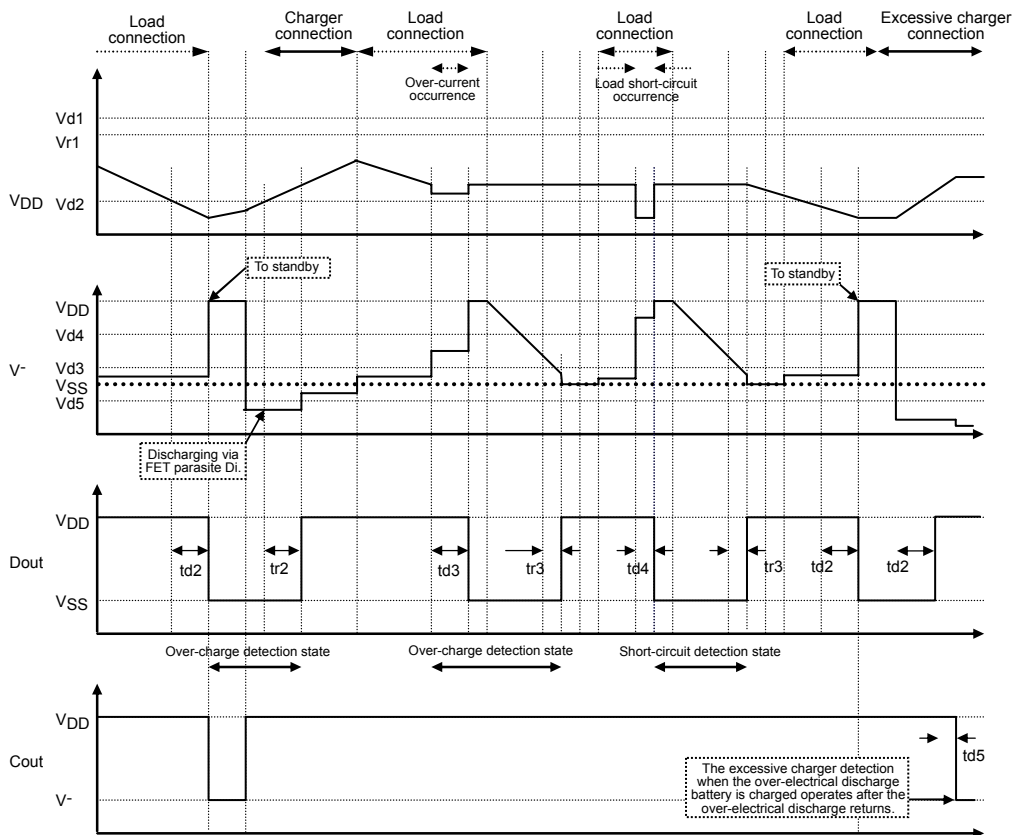 Load
connection
Charger
connection
Load
connection
Load
connection
Load
connection
Excessive charger
connection
Over-current
occurrence
Load short-circuit
occurrence
Vd1
Vr1
VDD
Vd2
To standby
To standby
VDD
Vd4
Vd3
V-
VSS
Vd5
Discharging via
FET parasite Di.
VDD
Dout
td2
tr2
td3
tr3
td4
tr3
td2
td2
VSS
Over-charge detection state
Over-charge detection state
Short-circuit detection state
VDD
Cout
td5
The excessive charger detection
when the over-electrical discharge
battery is charged operates after the
over-electrical discharge returns.
V-